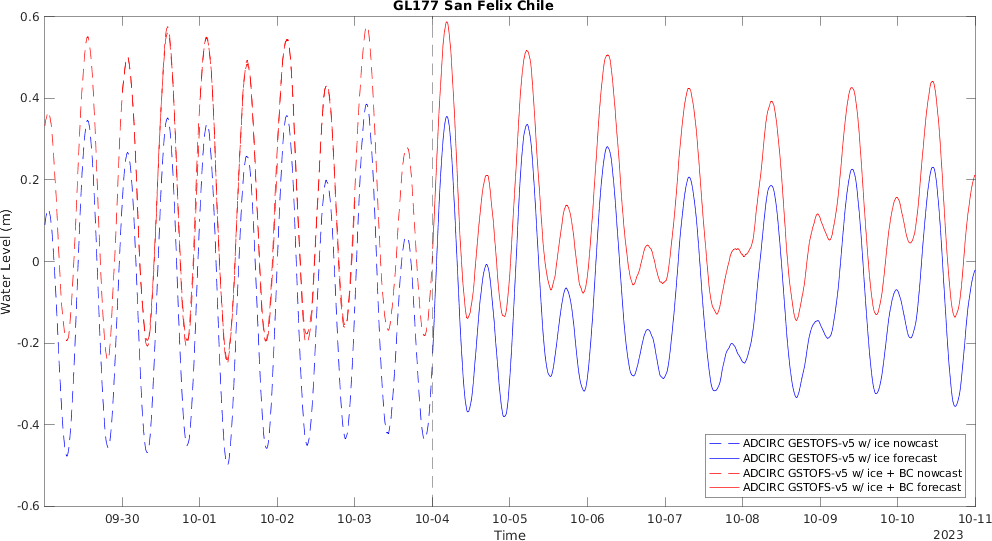 GL177 San Felix Chile
Water Level (m)
0.6
0.4
0.2
0
-0.2
-0.4
-0.6
ADCIRC GESTOFS-v5 w/ ice nowcast
ADCIRC GESTOFS-v5 w/ ice forecast
ADCIRC GSTOFS-v5 w/ ice + BC nowcast
ADCIRC GSTOFS-v5 w/ ice + BC forecast
09-30 10-01 10-02 10-03 10-04 10-05 10-06 10-07 10-08 10-09 10-10 10-11
Time
2023